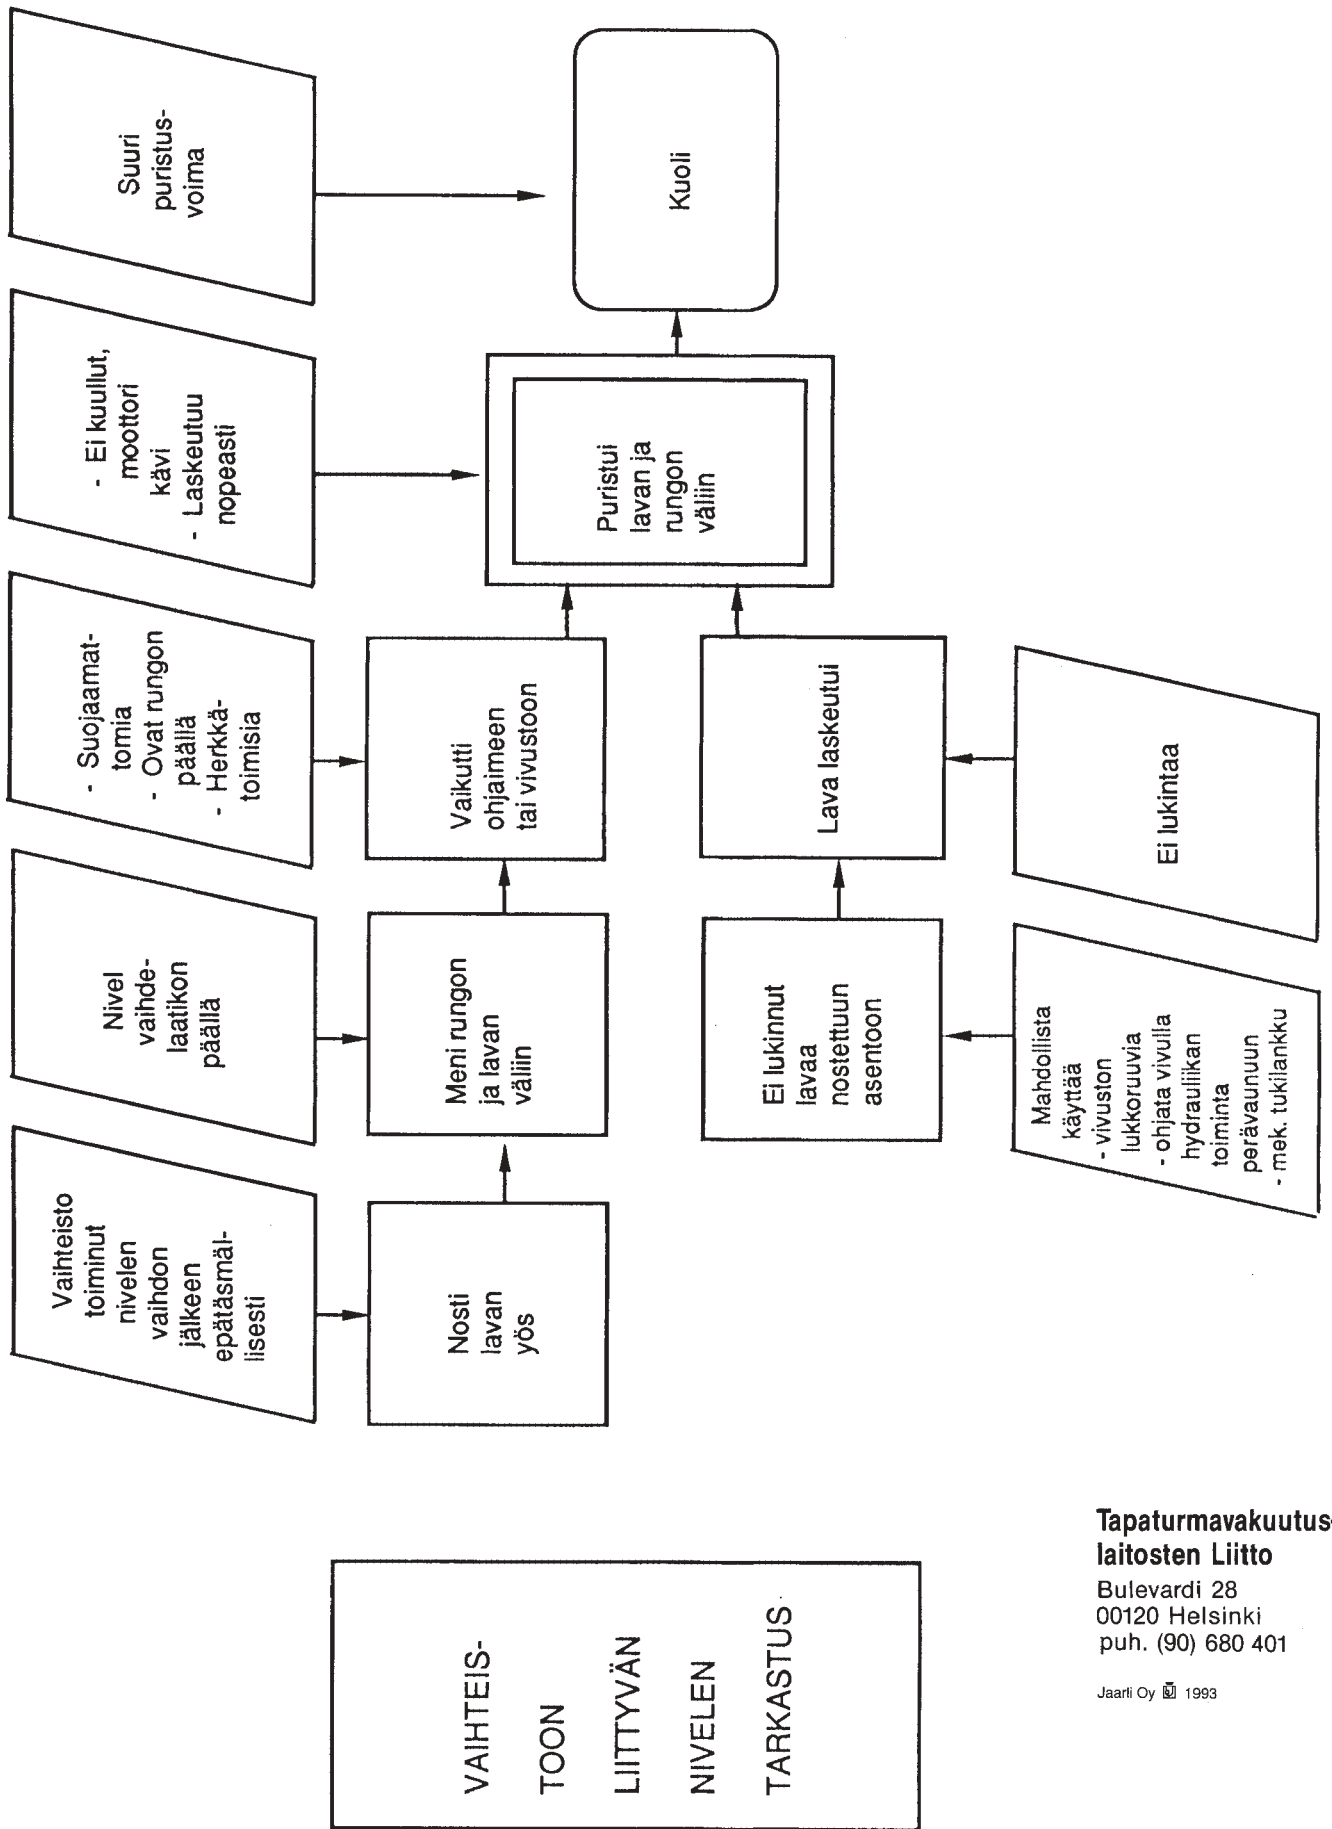 VAIHTEIS-
TOON
LIITTYVÄN
NIVELEN
TARKASTUS
Vaihteisto
toiminut
nivelen
vaihdon
jälkeen
epätäsmäl-
lisesti
Nivel
vaihde-
laatikon
päällä
- Suojaamat-
tomia
- Ovat rungon
päällä
- Herkkä-
toimisia
- Ei kuullut,
moottori
kävi
- Laskeutuu
nopeasti
Suuri
puristus-
voima
Nosti
lavan
yös
Meni rungon
ja lavan
väliin
Vaikutti
ohjaimeen
tai vivustoon
Puristui
lavan ja
rungon
väliin
Kuoli
Ei lukinnut
lavaa
nostettuun
asentoon
Lava laskeutui
Mahdollista
käyttää
- vivuston
lukkoruuvia
- ohjata vivulla
hydrauliikan
toiminta
perävaunuun
- mek. tukilankku
Ei lukintaa
Tapaturmavakuutus-
laitosten Liitto
Bulevardi 28
00120 Helsinki
puh. (90) 680 401
Jaarli Oy 1993